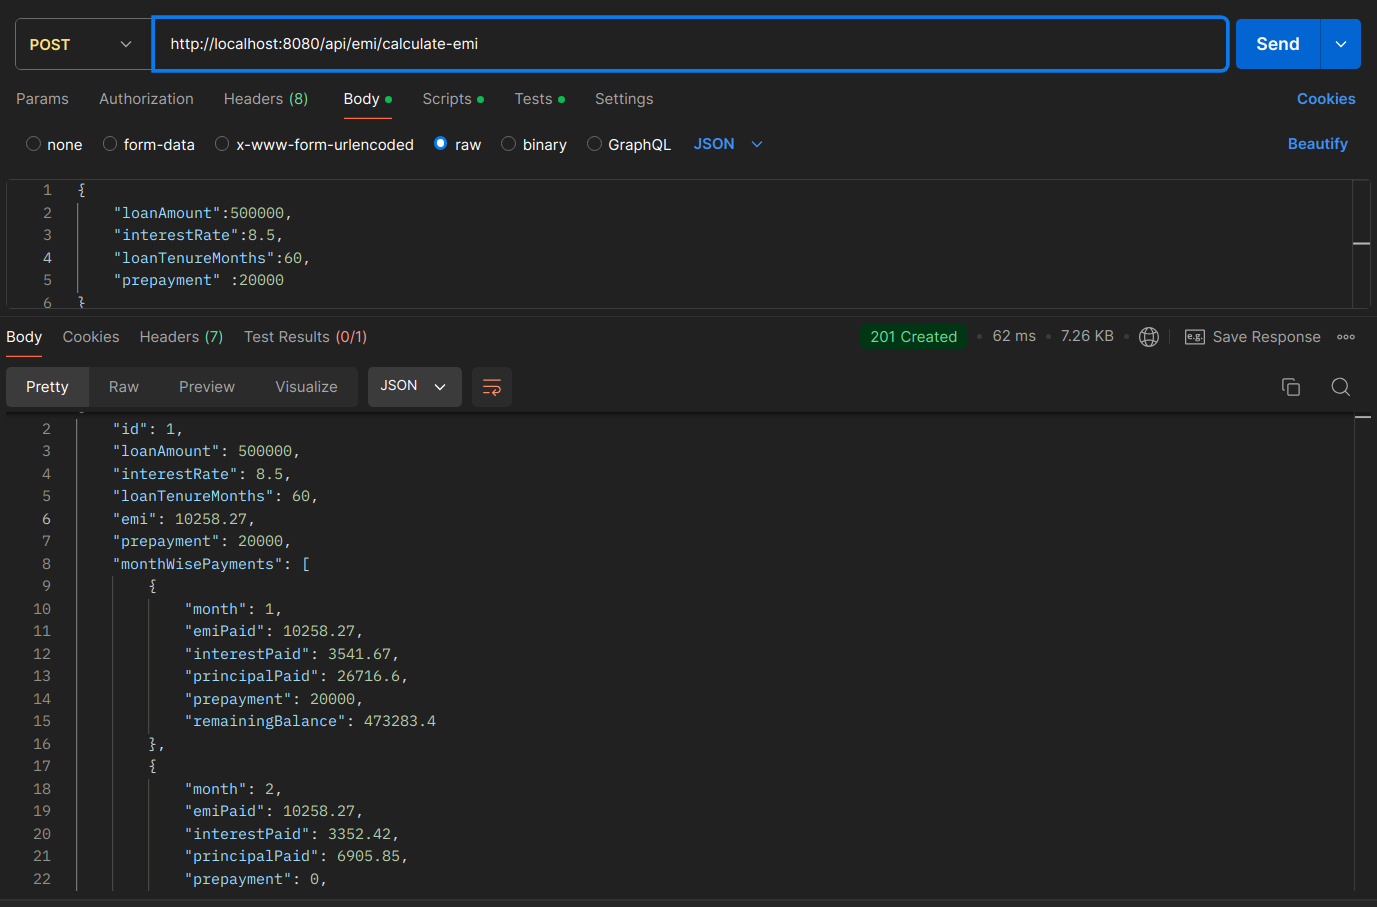 POST http://localhost:8080/api/emi/calculate-emi Send
Params Authorization Headers (8) Body Scripts Tests Settings Cookies
none form-data x-www-form-urlencoded raw binary GraphQL JSON Beautify
1 {
2 "loanAmount":500000,
3 "interestRate":8.5,
4 "loanTenureMonths":60,
5 "prepayment" :20000
6 }
Body Cookies Headers (7) Test Results (0/1) 201 Created 62 ms 7.26 KB e.g. Save Response
Pretty Raw Preview Visualize JSON
2 "id": 1,
3 "loanAmount": 500000,
4 "interestRate": 8.5,
5 "loanTenureMonths": 60,
6 "emi": 10258.27,
7 "prepayment": 20000,
8 "monthWisePayments": [
9 {
10 "month": 1,
11 "emiPaid": 10258.27,
12 "interestPaid": 3541.67,
13 "principalPaid": 26716.6,
14 "prepayment": 20000,
15 "remainingBalance": 473283.4
16 },
17 {
18 "month": 2,
19 "emiPaid": 10258.27,
20 "interestPaid": 3352.42,
21 "principalPaid": 6905.85,
22 "prepayment": 0,